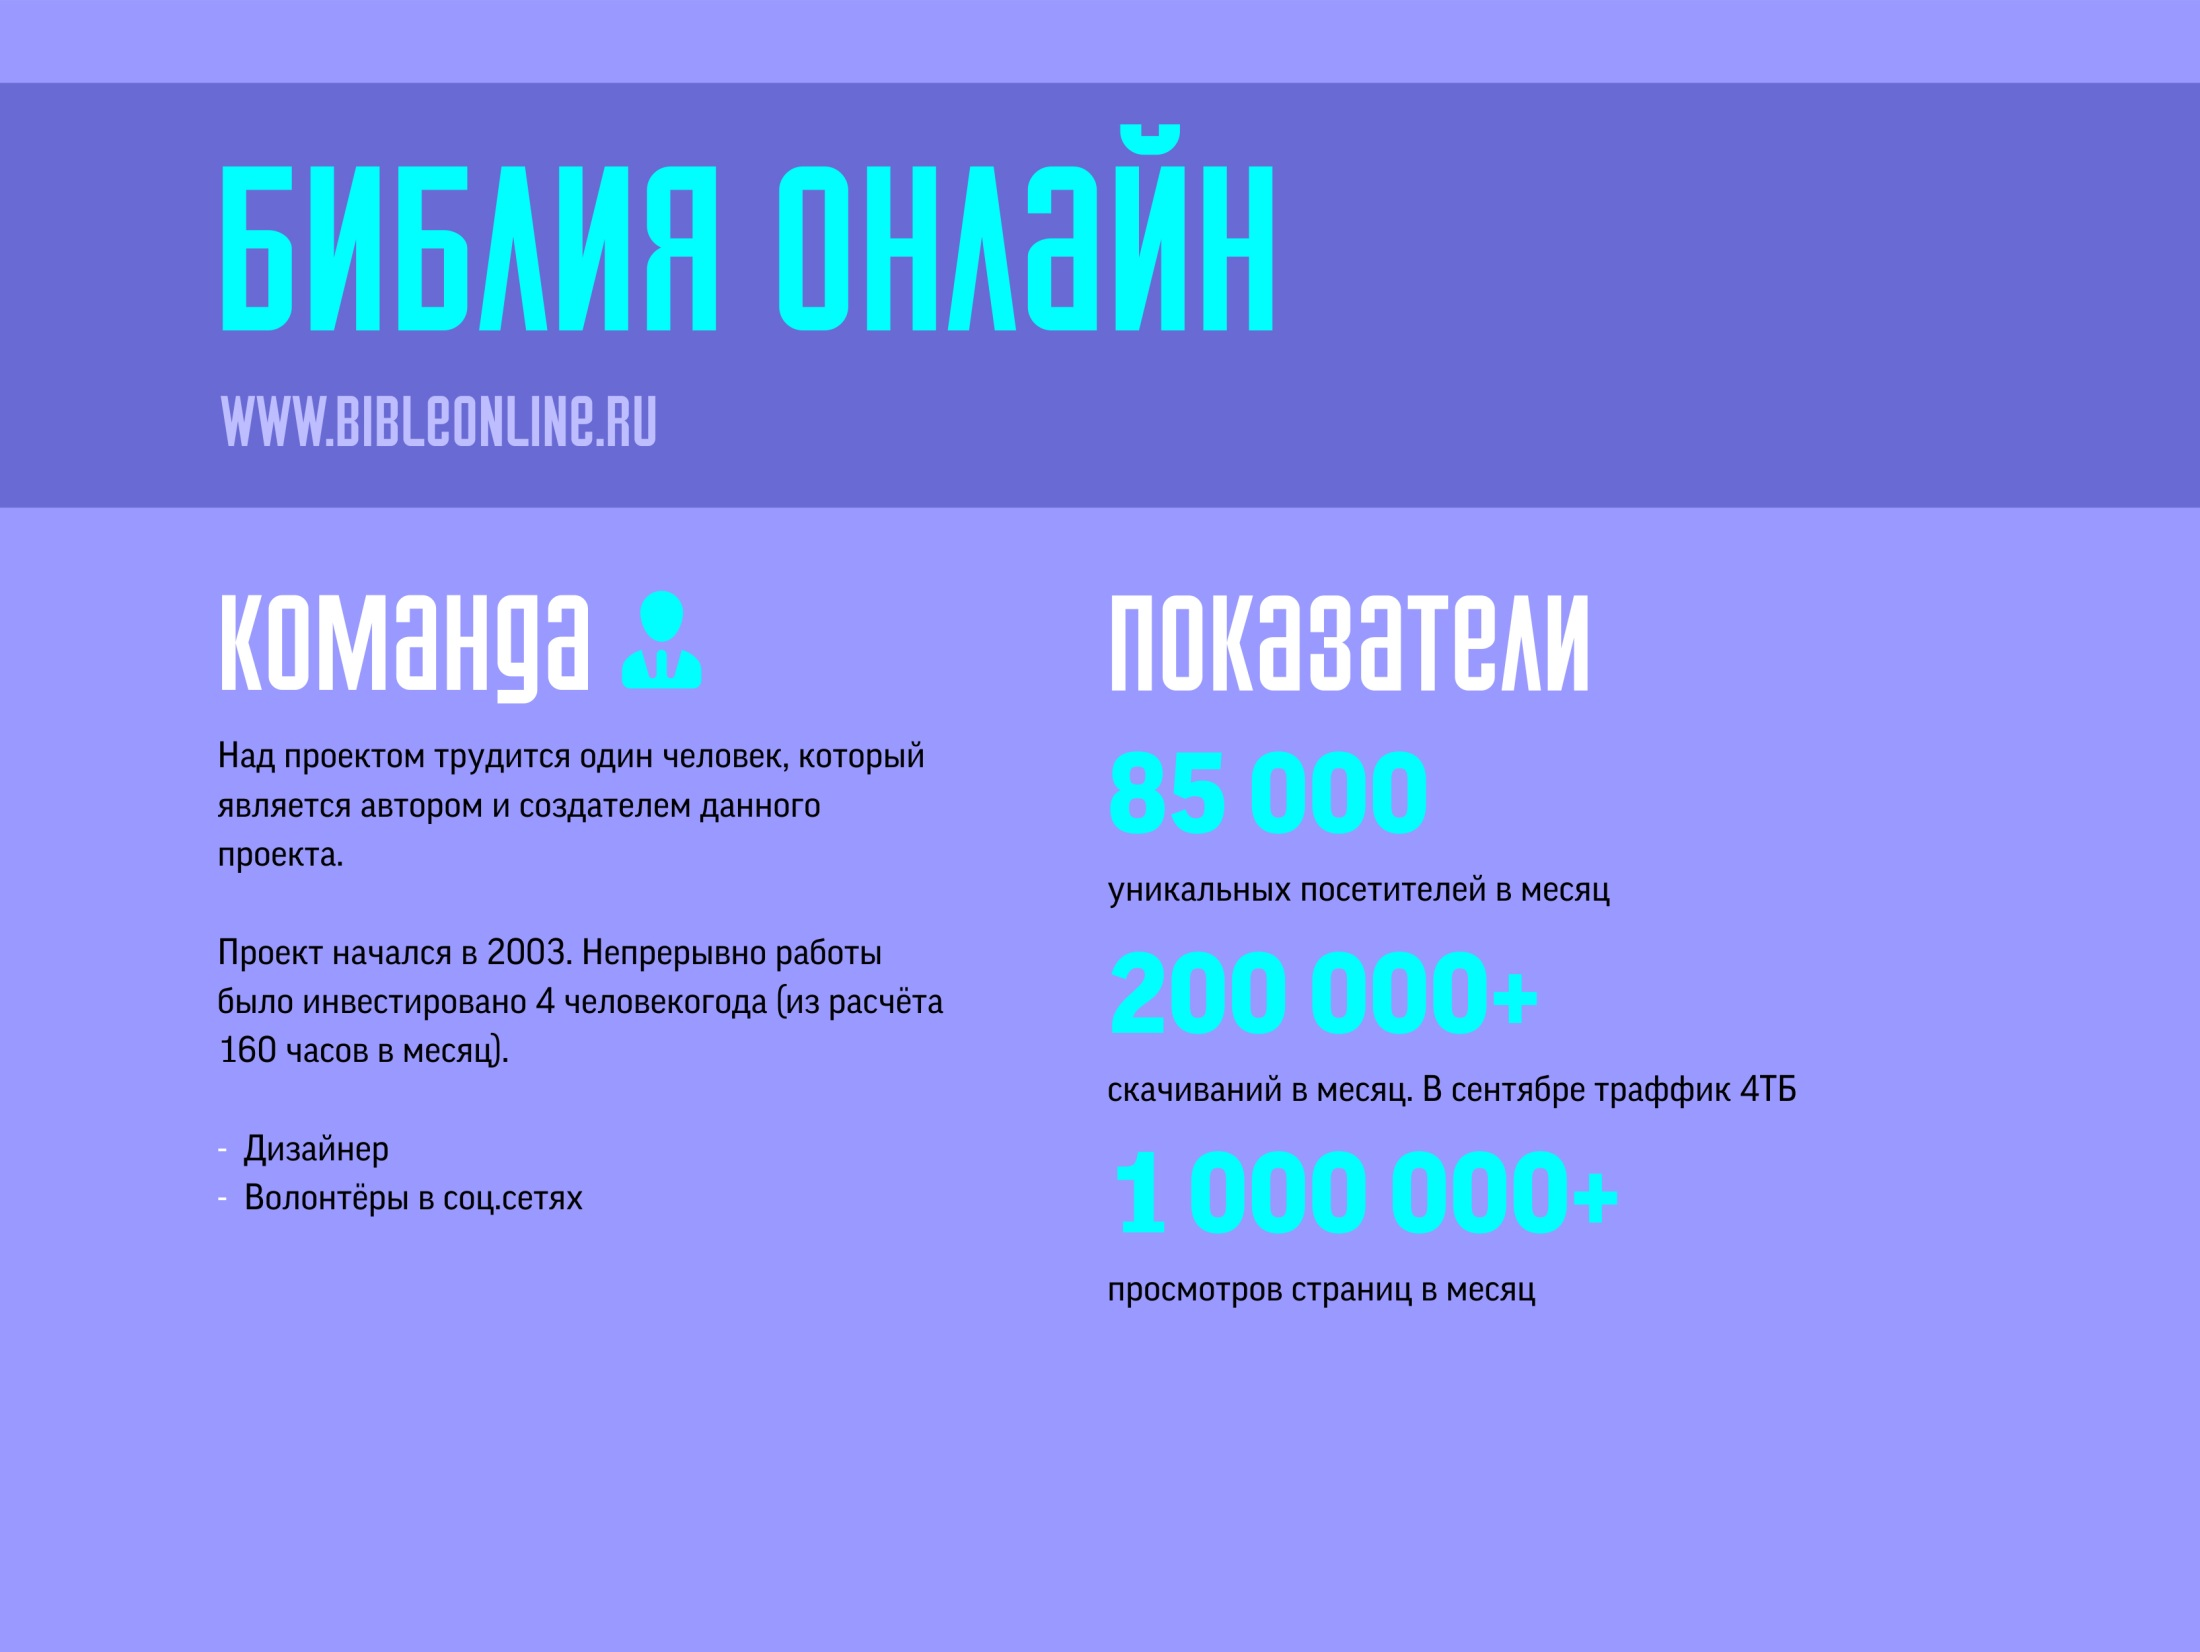 БИБЛИЯ ОНЛАЙН
WWW.BIBLEONLINE.RU
команда
Над проектом трудится один человек, который
является автором и создателем данного
проекта.
Проект начался в 2003. Непрерывно работы
было инвестировано 4 человекогода (из расчёта
160 часов в месяц).
- Дизайнер
- Волонтёры в соц.сетях
показатели
85 000
уникальных посетителей в месяц
200 000+
скачиваний в месяц. В сентябре траффик 4ТБ
1 000 000+
просмотров страниц в месяц